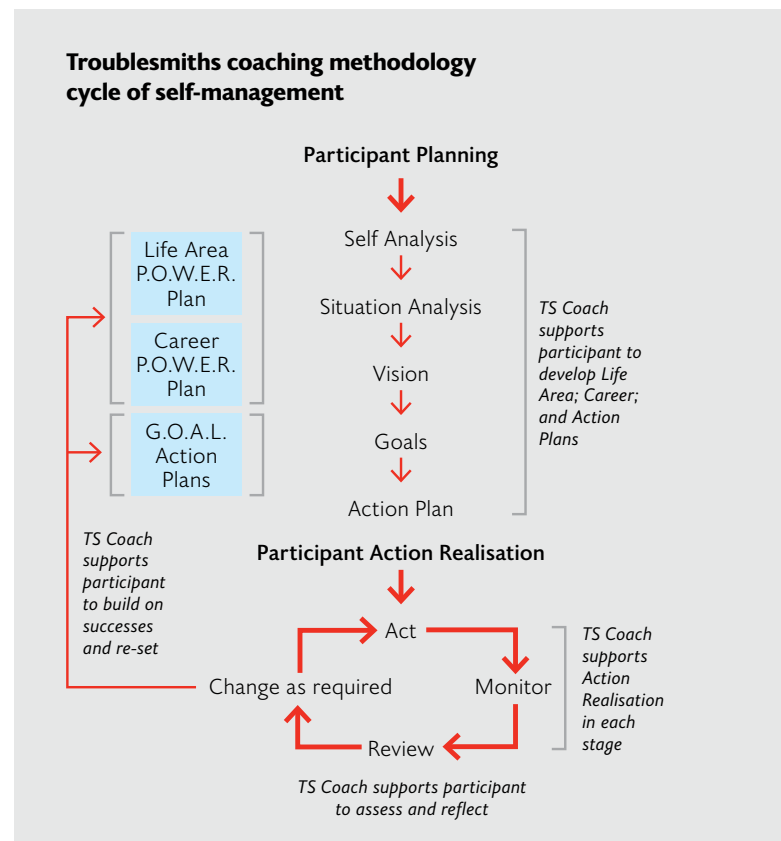 Troublesmiths coaching methodology
cycle of self-management
Participant Planning
Life Area
P.O.W.E.R.
Plan
Career
P.O.W.E.R.
Plan
G.O.A.L.
Action
Plans
Self Analysis
Situation Analysis
Vision
Goals
Action Plan
TS Coach
supports
participant to
develop Life
Area; Career;
and Action
Plans
TS Coach
supports
participant
to build on
successes
and re-set
Participant Action Realisation
Act
Monitor
Review
Change as required
TS Coach
supports
Action
Realisation
in each
stage
TS Coach supports participant
to assess and reflect